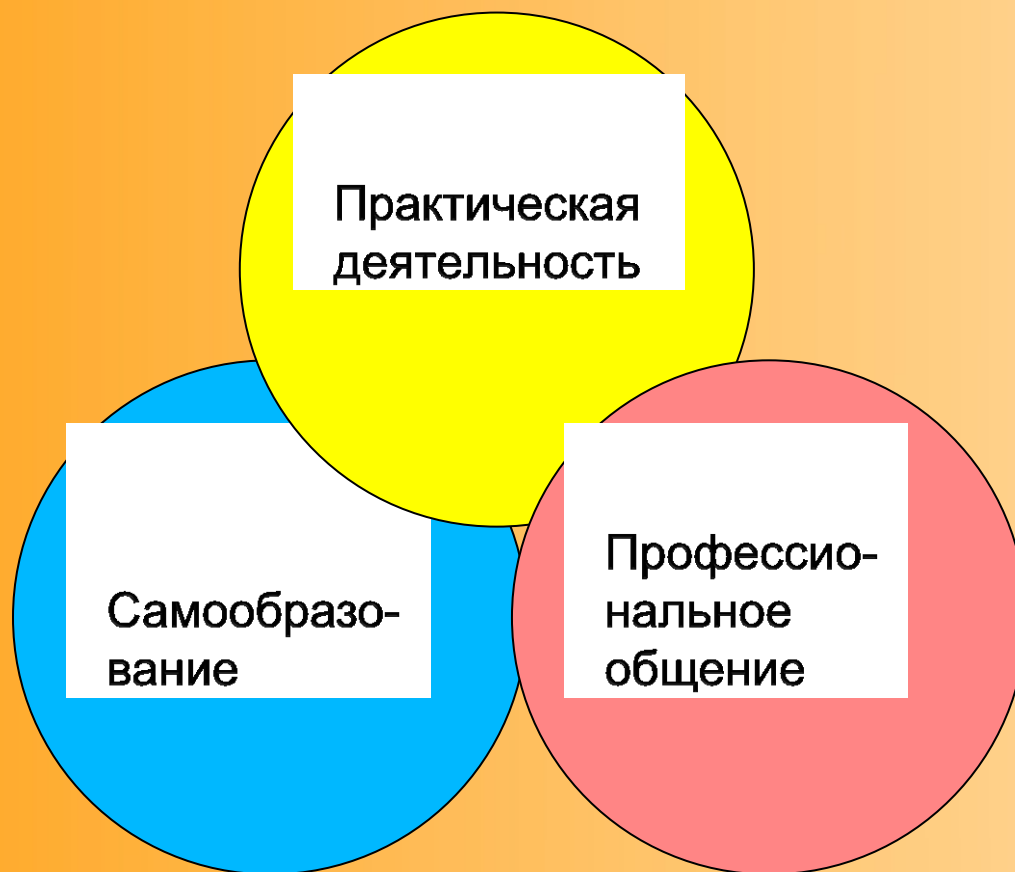 Практическая
деятельность
Самообразо-
вание
Профессио-
нальное
общение